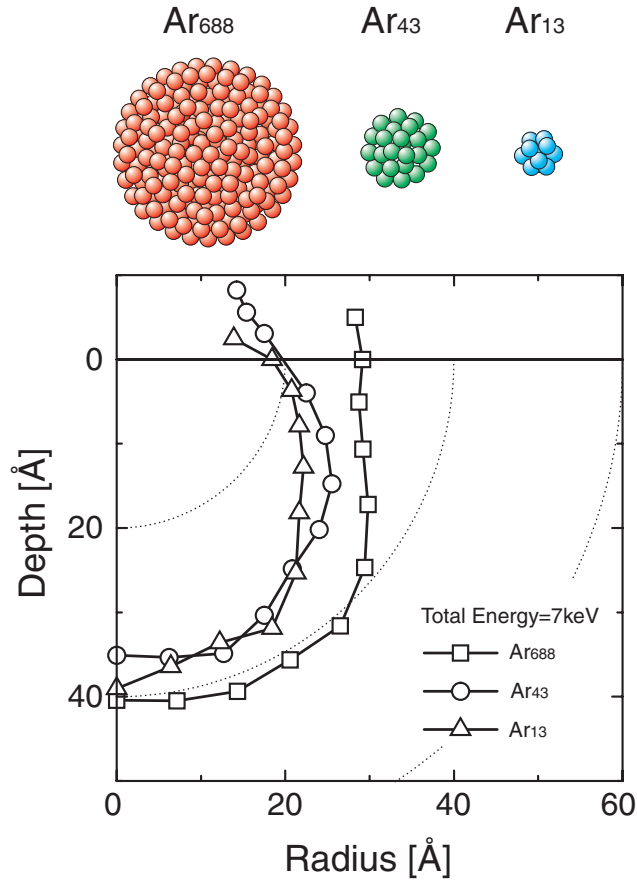 Ar688 Ar43 Ar13
0
20
40
Depth [Å]
Total Energy=7keV
Ar688
Ar43
Ar13
0 20 40 60
Radius [Å]